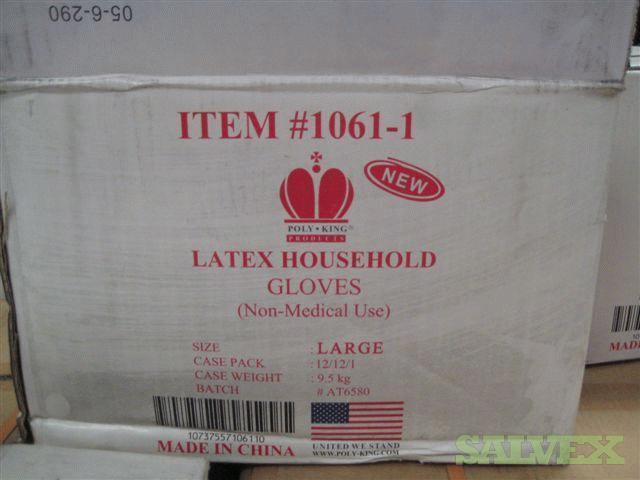 05-6-290
ITEM #1061-1
NEW
POLY • KING®
PRODUCTS
LATEX HOUSEHOLD
GLOVES
(Non-Medical Use)
SIZE : LARGE
CASE PACK : 12/12/1
CASE WEIGHT : 9.5 kg
BATCH # AT6580
10737557106110
MADE IN CHINA
UNITED WE STAND
WWW.POLY-KING.COM
10
MADE
SALVEX